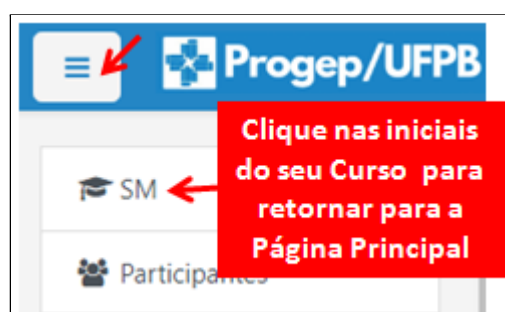 Progep/UFPB
Clique nas iniciais
do seu Curso para
retornar para a
Página Principal
SM
Participantes